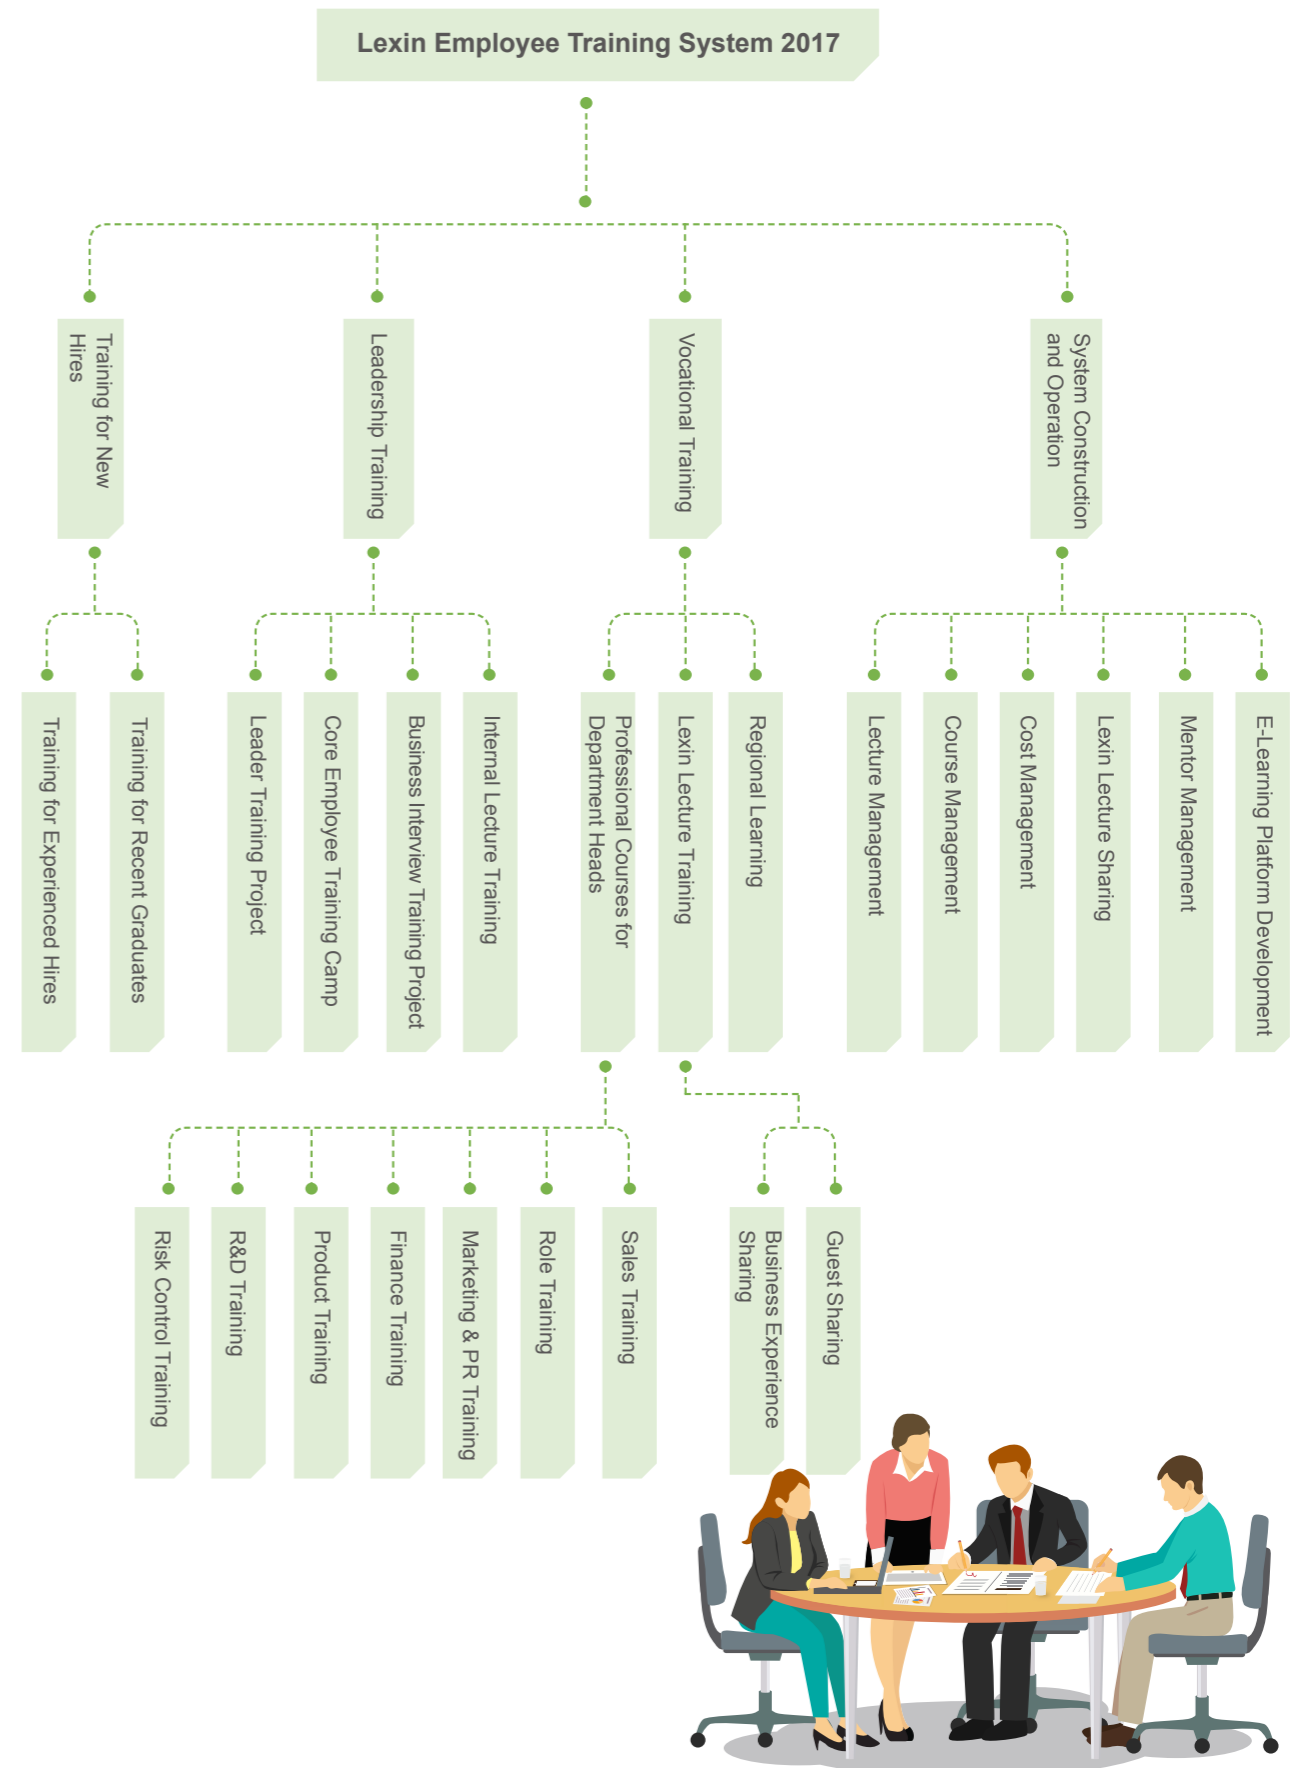 Lexin Employee Training System 2017
Training for New
Hires
Leadership Training
Vocational Training
System Construction
and Operation
Training for Experienced Hires
Training for Recent Graduates
Leader Training Project
Core Employee Training Camp
Business Interview Training Project
Internal Lecture Training
Professional Courses for
Department Heads
Lexin Lecture Training
Regional Learning
Lecture Management
Course Management
Cost Management
Lexin Lecture Sharing
Mentor Management
E-Learning Platform Development
Risk Control Training
R&D Training
Product Training
Finance Training
Marketing & PR Training
Role Training
Sales Training
Business Experience
Sharing
Guest Sharing